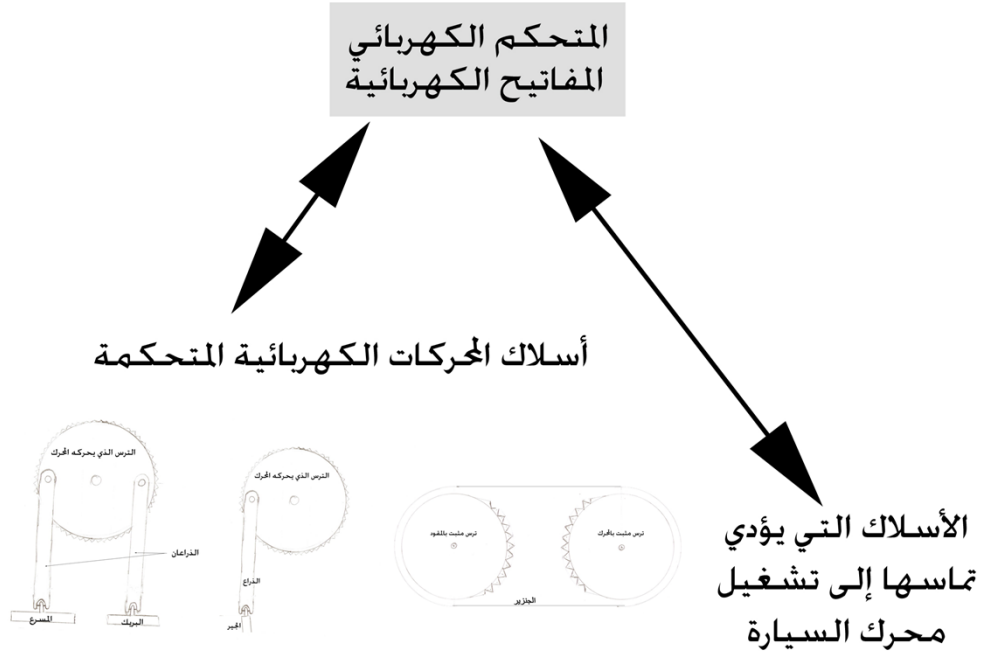 المتحكم الكهربائي
المفاتيح الكهربائية
أسلاك المحركات الكهربائية المتحكمة
الترس الذي يحركه المحرك
الذراعان
المسرع
البريك
الترس الذي يحركه المحرك
الذراع
الجير
ترس مثبت بالمقود
ترس مثبت بالمحرك
الجنزير
الأسلاك التي يؤدي
تماسها إلى تشغيل
محرك السيارة